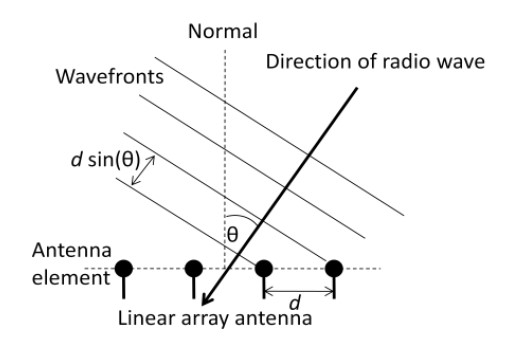 Normal
Direction of radio wave
Wavefronts
d sin(θ)
θ
Antenna
element
d
Linear array antenna